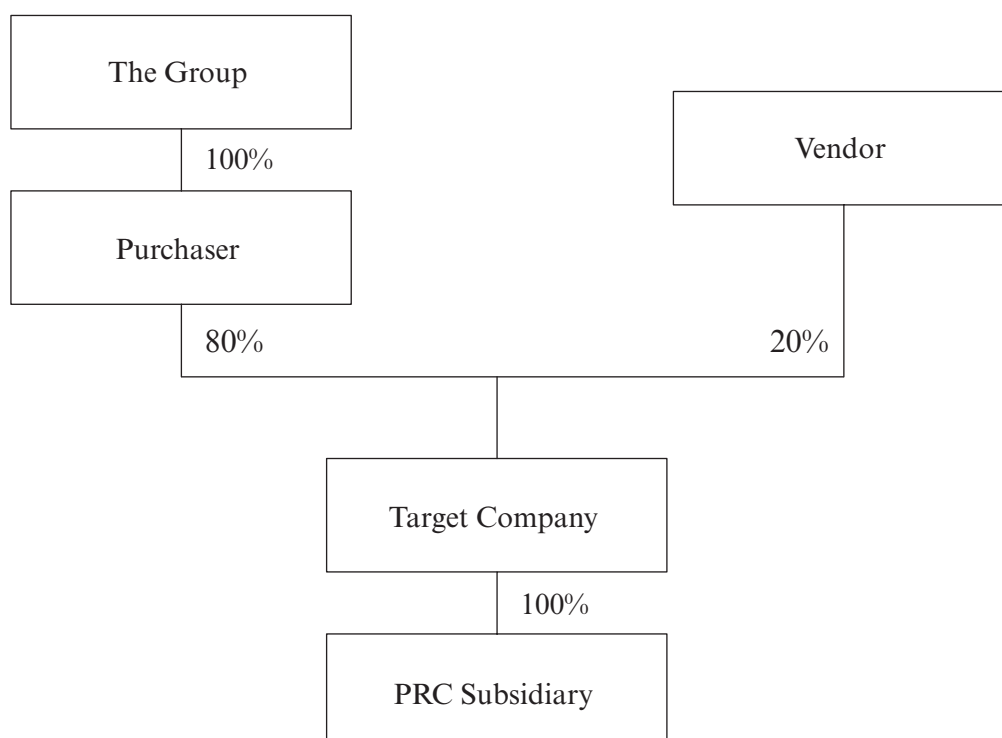 The Group
100%
Vendor
Purchaser
80%
20%
Target Company
100%
PRC Subsidiary